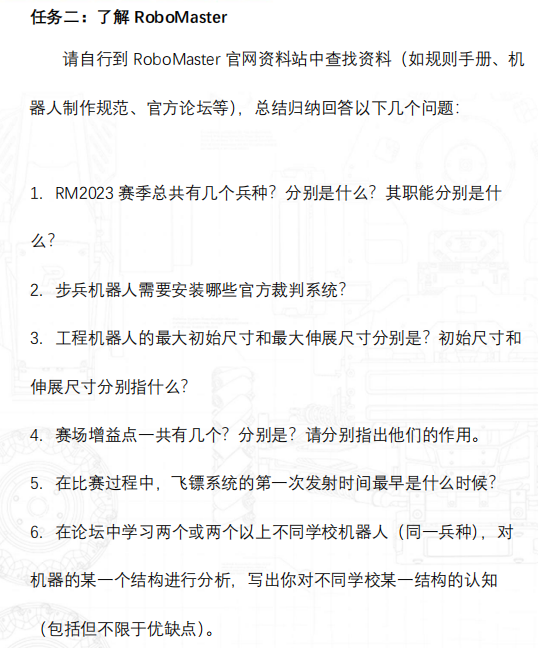 任务二：了解 RoboMaster
请自行到 RoboMaster 官网资料站中查找资料（如规则手册、机
器人制作规范、官方论坛等），总结归纳回答以下几个问题：
1. RM2023 赛季总共有几个兵种？分别是什么？其职能分别是什
么？
2. 步兵机器人需要安装哪些官方裁判系统？
3. 工程机器人的最大初始尺寸和最大伸展尺寸分别是？初始尺寸和
伸展尺寸分别指什么？
4. 赛场增益点一共有几个？分别是？请分别指出他们的作用。
5. 在比赛过程中，飞镖系统的第一次发射时间最早是什么时候？
6. 在论坛中学习两个或两个以上不同学校机器人（同一兵种），对
机器的某一个结构进行分析，写出你对不同学校某一结构的认知
（包括但不限于优缺点）。